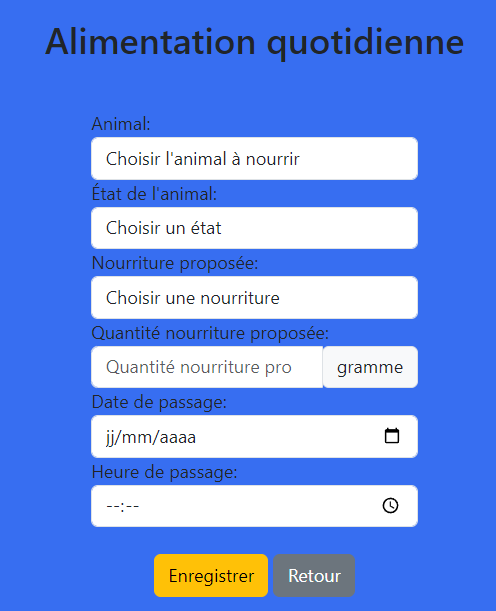 Alimentation quotidienne
Animal:
Choisir l'animal à nourrir
État de l'animal:
Choisir un état
Nourriture proposée:
Choisir une nourriture
Quantité nourriture proposée:
Quantité nourriture pro gramme
Date de passage:
jj/mm/aaaa
Heure de passage:
--:--
Enregistrer Retour